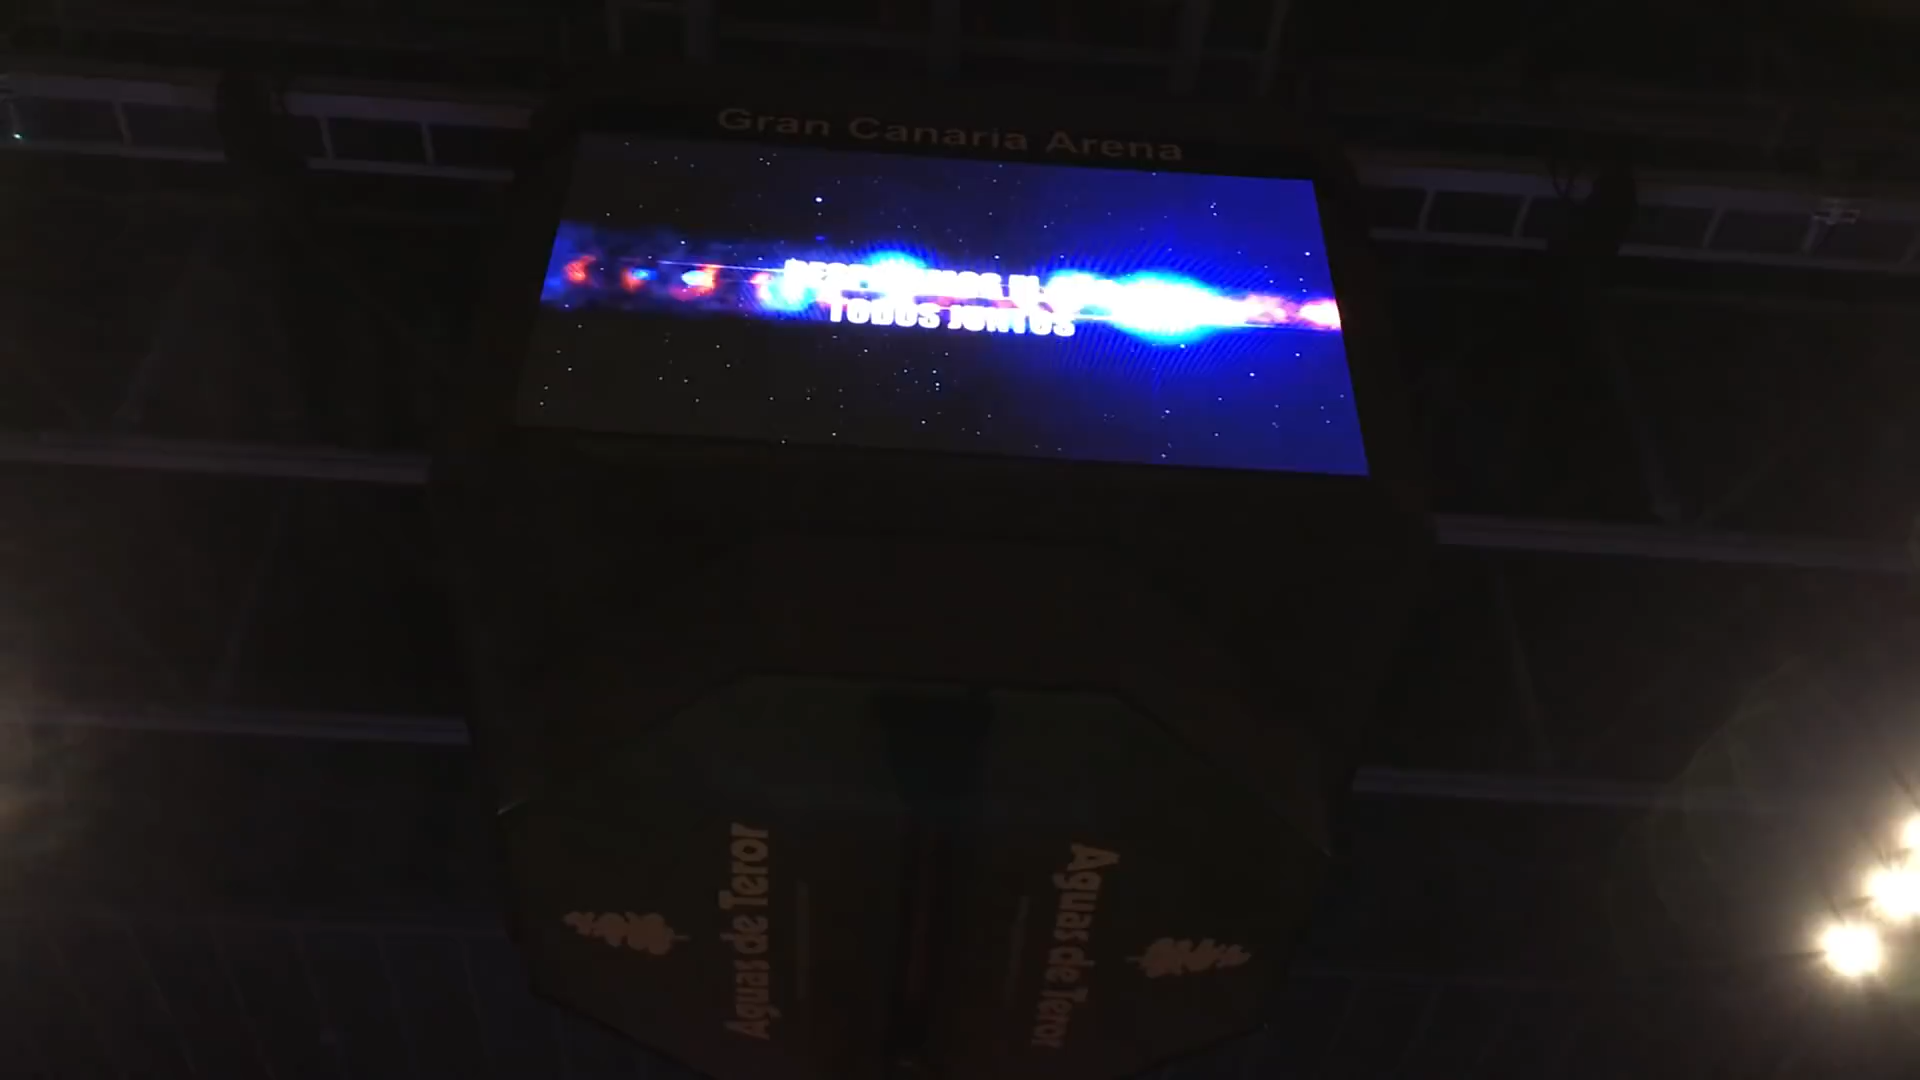 Gran Canaria Arena
TODOS JUNTOS
Aguas de Teror
Aguas de Teror